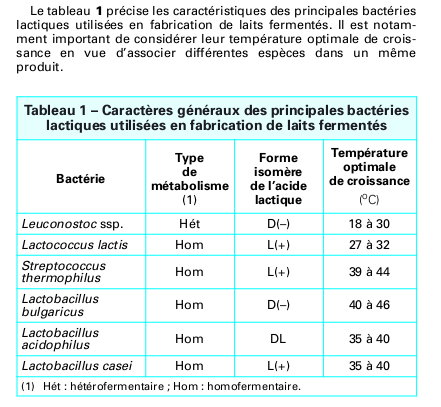 Le tableau 1 précise les caractéristiques des principales bactéries
lactiques utilisées en fabrication de laits fermentés. Il est notam-
ment important de considérer leur température optimale de crois-
sance en vue d'associer différentes espèces dans un même
produit.
Tableau 1 – Caractères généraux des principales bactéries
lactiques utilisées en fabrication de laits fermentés
Bactérie
Type
de
métabolisme
(1)
Forme
isomère
de l'acide
lactique
Température
optimale
de croissance
(°C)
Leuconostoc ssp. Hét D(–) 18 à 30
Lactococcus lactis Hom L(+) 27 à 32
Streptococcus
thermophilus Hom L(+) 39 à 44
Lactobacillus
bulgaricus Hom D(–) 40 à 46
Lactobacillus
acidophilus Hom DL 35 à 40
Lactobacillus casei Hom L(+) 35 à 40
(1) Hét : hétérofermentaire ; Hom : homofermentaire.